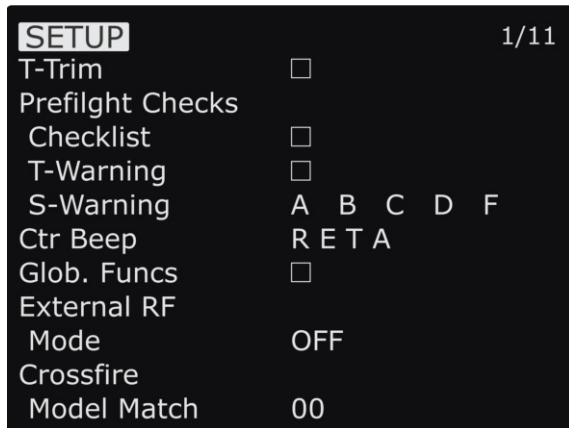 SETUP 1/11
T-Trim □
Prefilght Checks
Checklist □
T-Warning □
S-Warning A B C D F
Ctr Beep R E T A
Glob. Funcs □
External RF
Mode OFF
Crossfire
Model Match 00